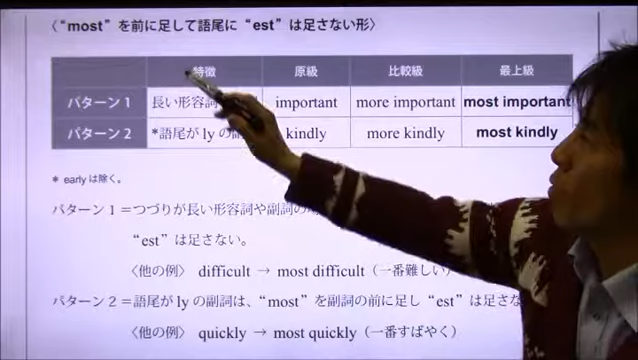 〈“most”を前に足して語尾に“est”は足さない形〉
特徴 原級 比較級 最上級
パターン1 長い形容詞 important more important most important
パターン2 *語尾が ly の kindly more kindly most kindly
* early は除く。
パターン1＝つづりが長い形容詞や副詞の
“est”は足さない。
〈他の例〉 difficult → most difficult（一番難しい）
パターン2＝語尾が ly の副詞は、“most”を副詞の前に足し“est”は足さな
〈他の例〉 quickly → most quickly（一番すばやく）